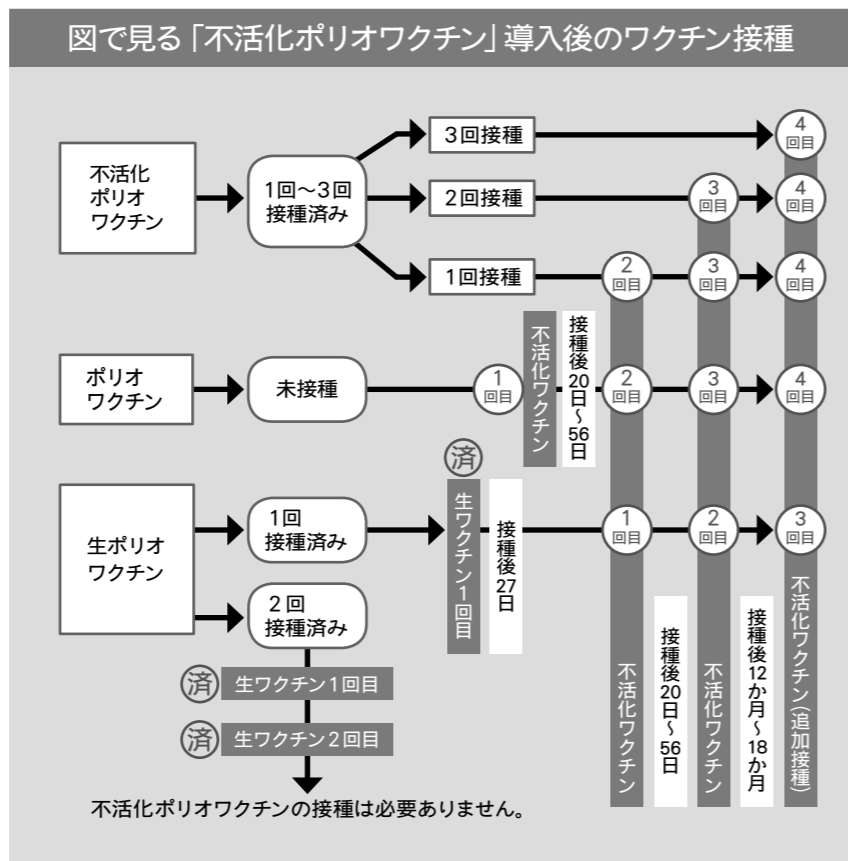 図で見る「不活化ポリオワクチン」導入後のワクチン接種
不活化
ポリオ
ワクチン
1回～3回
接種済み
3回接種
4
回目
2回接種
3
回目
4
回目
1回接種
2
回目
3
回目
4
回目
ポリオ
ワクチン
未接種
1
回目
不活化ワクチン
接種後20日～56日
2
回目
3
回目
4
回目
生ポリオ
ワクチン
1回
接種済み
済
生ワクチン1回目
接種後27日
1
回目
2
回目
3
回目
不活化ワクチン
接種後20日～56日
不活化ワクチン
接種後12か月～18か月
不活化ワクチン(追加接種)
2回
接種済み
済
生ワクチン1回目
済
生ワクチン2回目
不活化ポリオワクチンの接種は必要ありません。